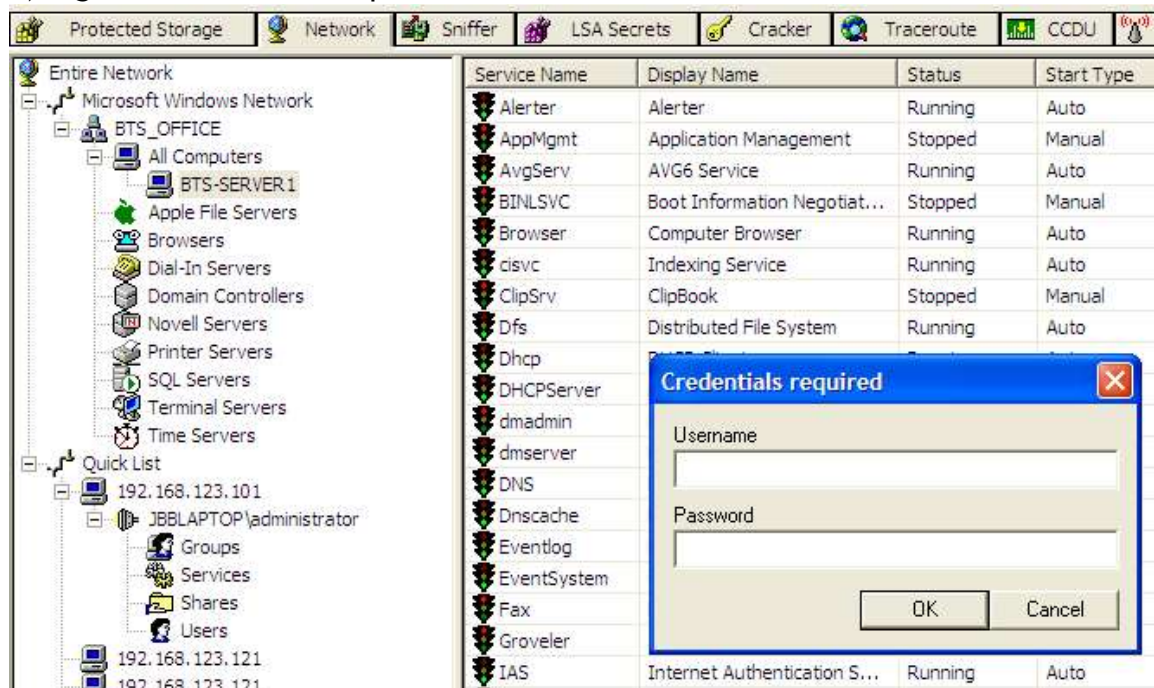 Protected Storage Network Sniffer LSA Secrets Cracker Traceroute CCDU
Entire Network
Microsoft Windows Network
BTS_OFFICE
All Computers
BTS-SERVER1
Apple File Servers
Browsers
Dial-In Servers
Domain Controllers
Novell Servers
Printer Servers
SQL Servers
Terminal Servers
Time Servers
Quick List
192.168.123.101
JBBLAPTOP\administrator
Groups
Services
Shares
Users
192.168.123.121
192.168.123.121
Service Name Display Name Status Start Type
Alerter Alerter Running Auto
AppMgmt Application Management Stopped Manual
AvgServ AVG6 Service Running Auto
BINLSVC Boot Information Negotiat... Stopped Manual
Browser Computer Browser Running Auto
cisvc Indexing Service Running Auto
ClipSrv ClipBook Stopped Manual
Dfs Distributed File System Running Auto
Dhcp
DHCPServer
dmadmin
dmserver
DNS
Dnscache
Eventlog
EventSystem
Fax
Groveler
IAS Internet Authentication S... Running Auto
Credentials required
Username
Password
OK Cancel